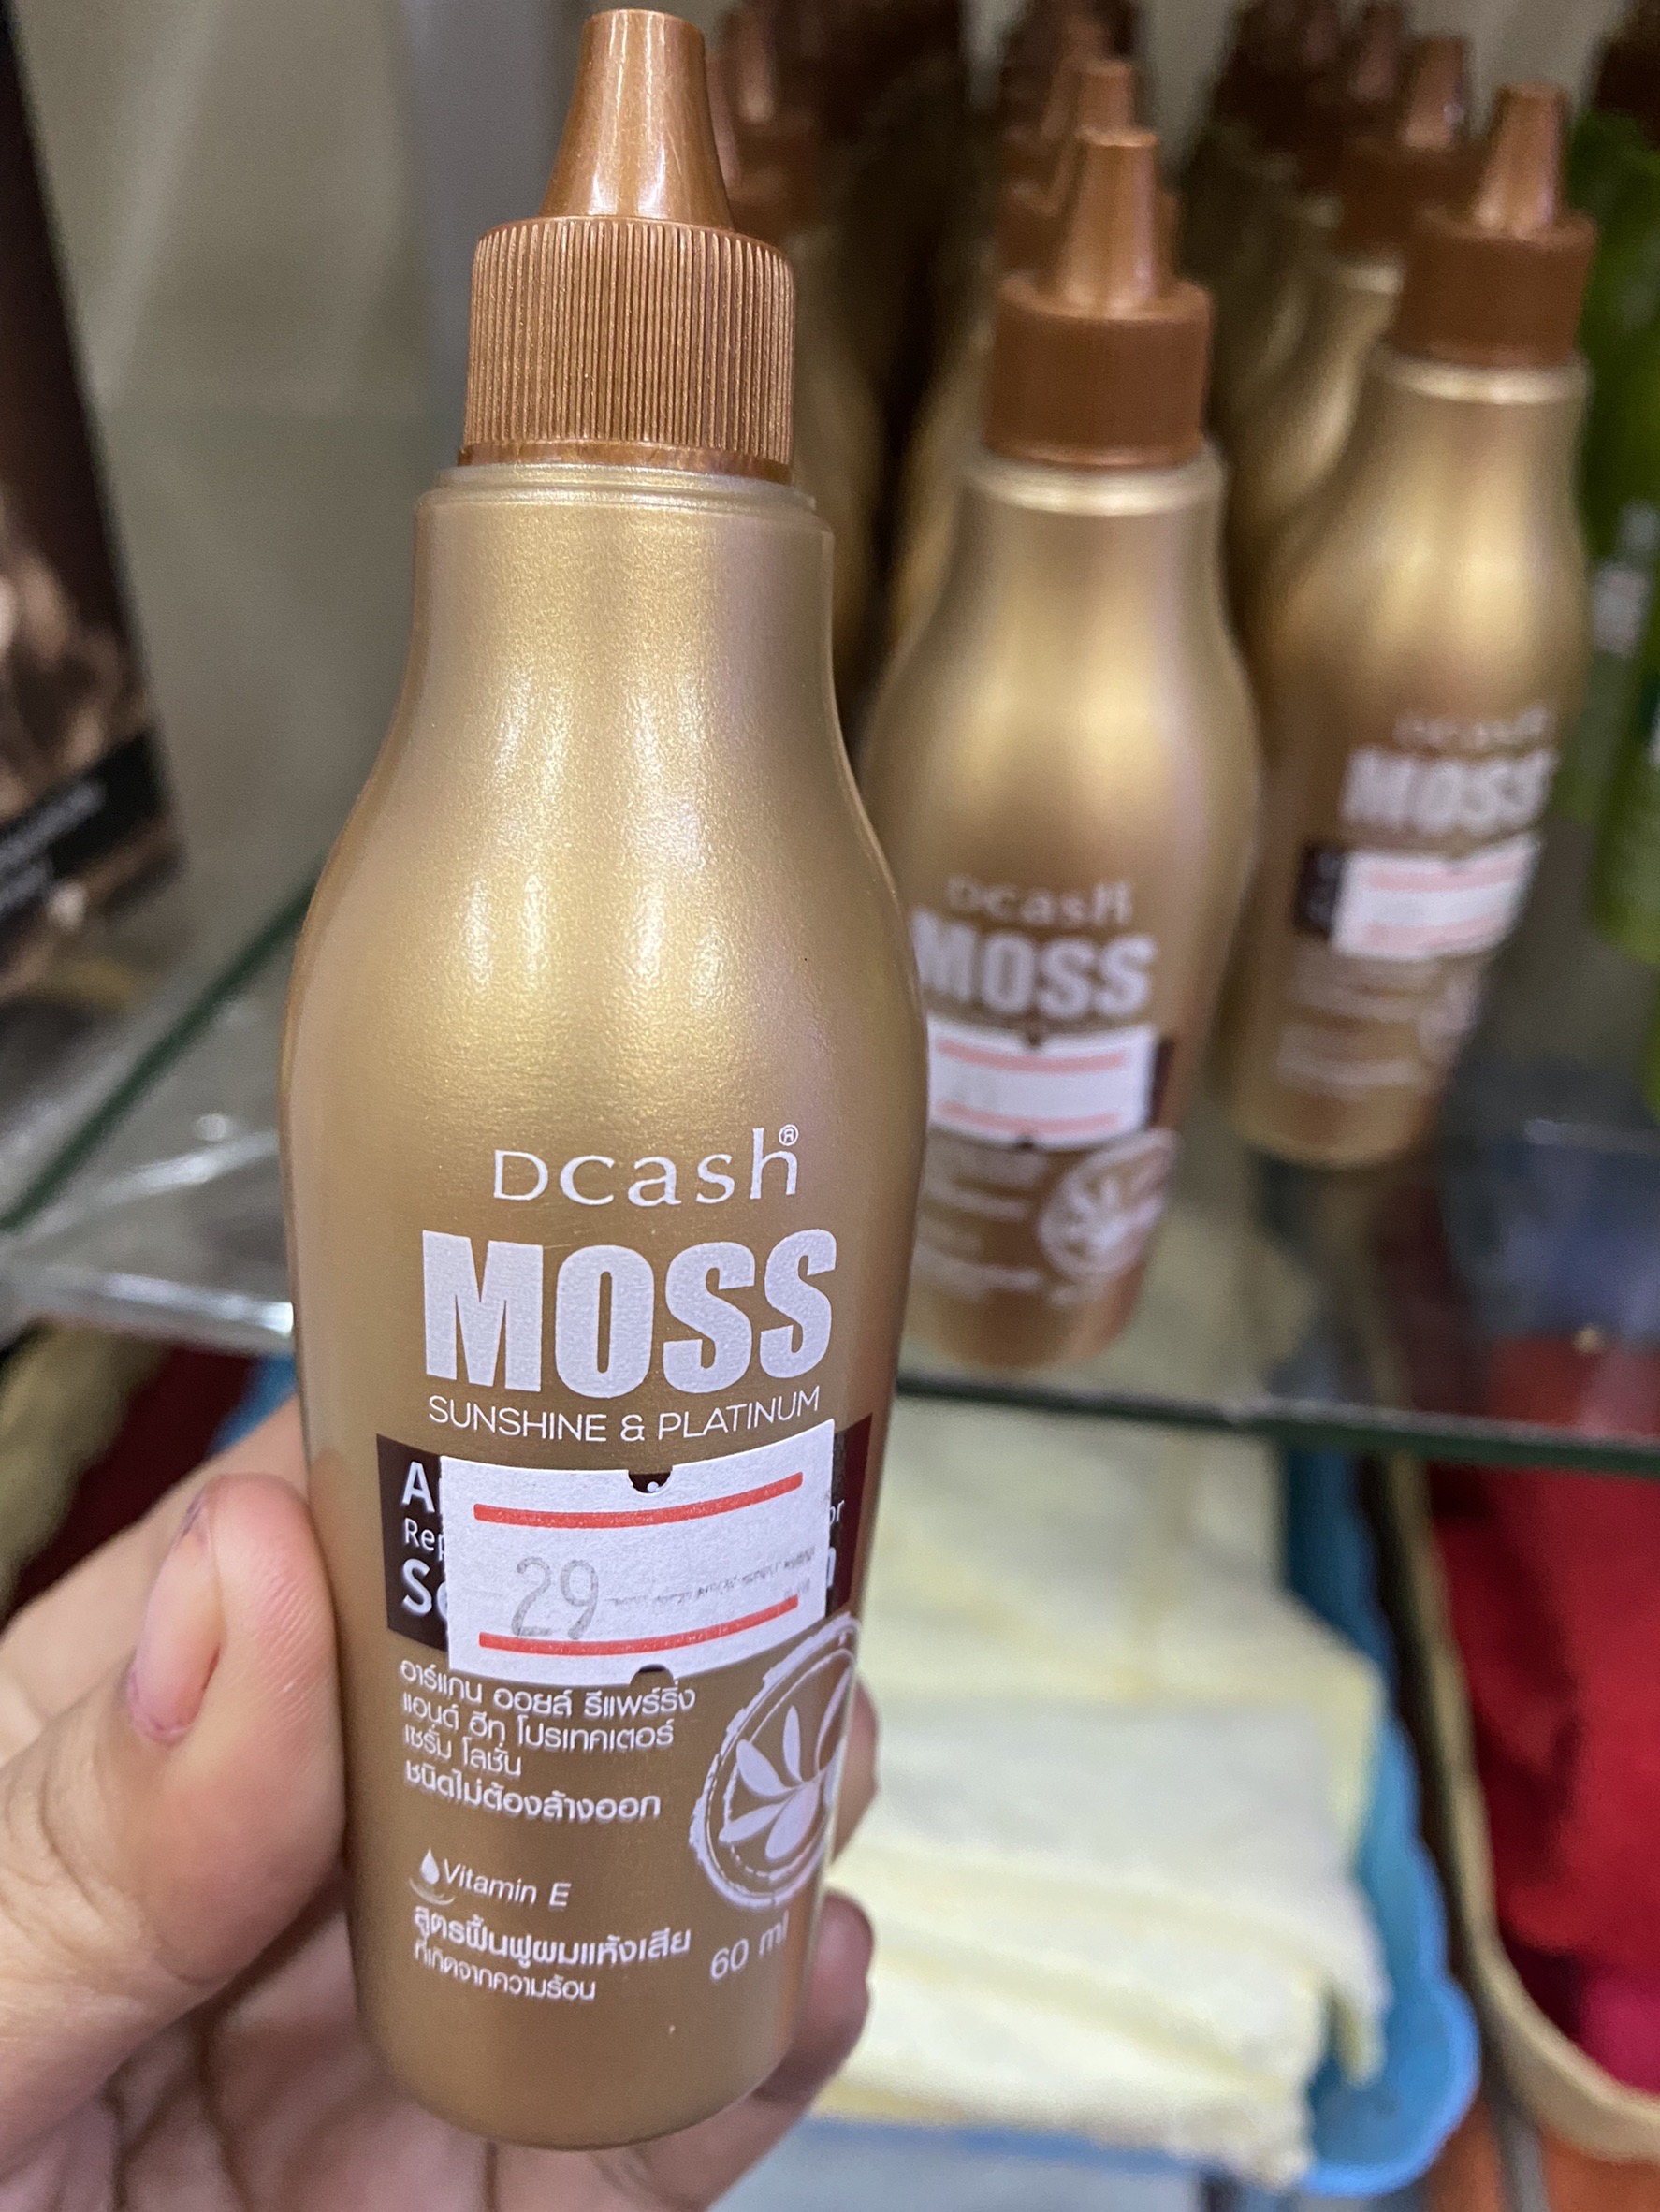 Dcash®
MOSS
SUNSHINE & PLATINUM
29
อาร์แกน ออยล์ รีแพร์ริ่ง
แอนด์ ฮีท โปรเทคเตอร์
เซรั่ม โลชั่น
ชนิดไม่ต้องล้างออก
Vitamin E
สูตรฟื้นฟูผมแห้งเสีย
ที่เกิดจากความร้อน
60 ml
Dcash
MOSS
Dcash
MOSS